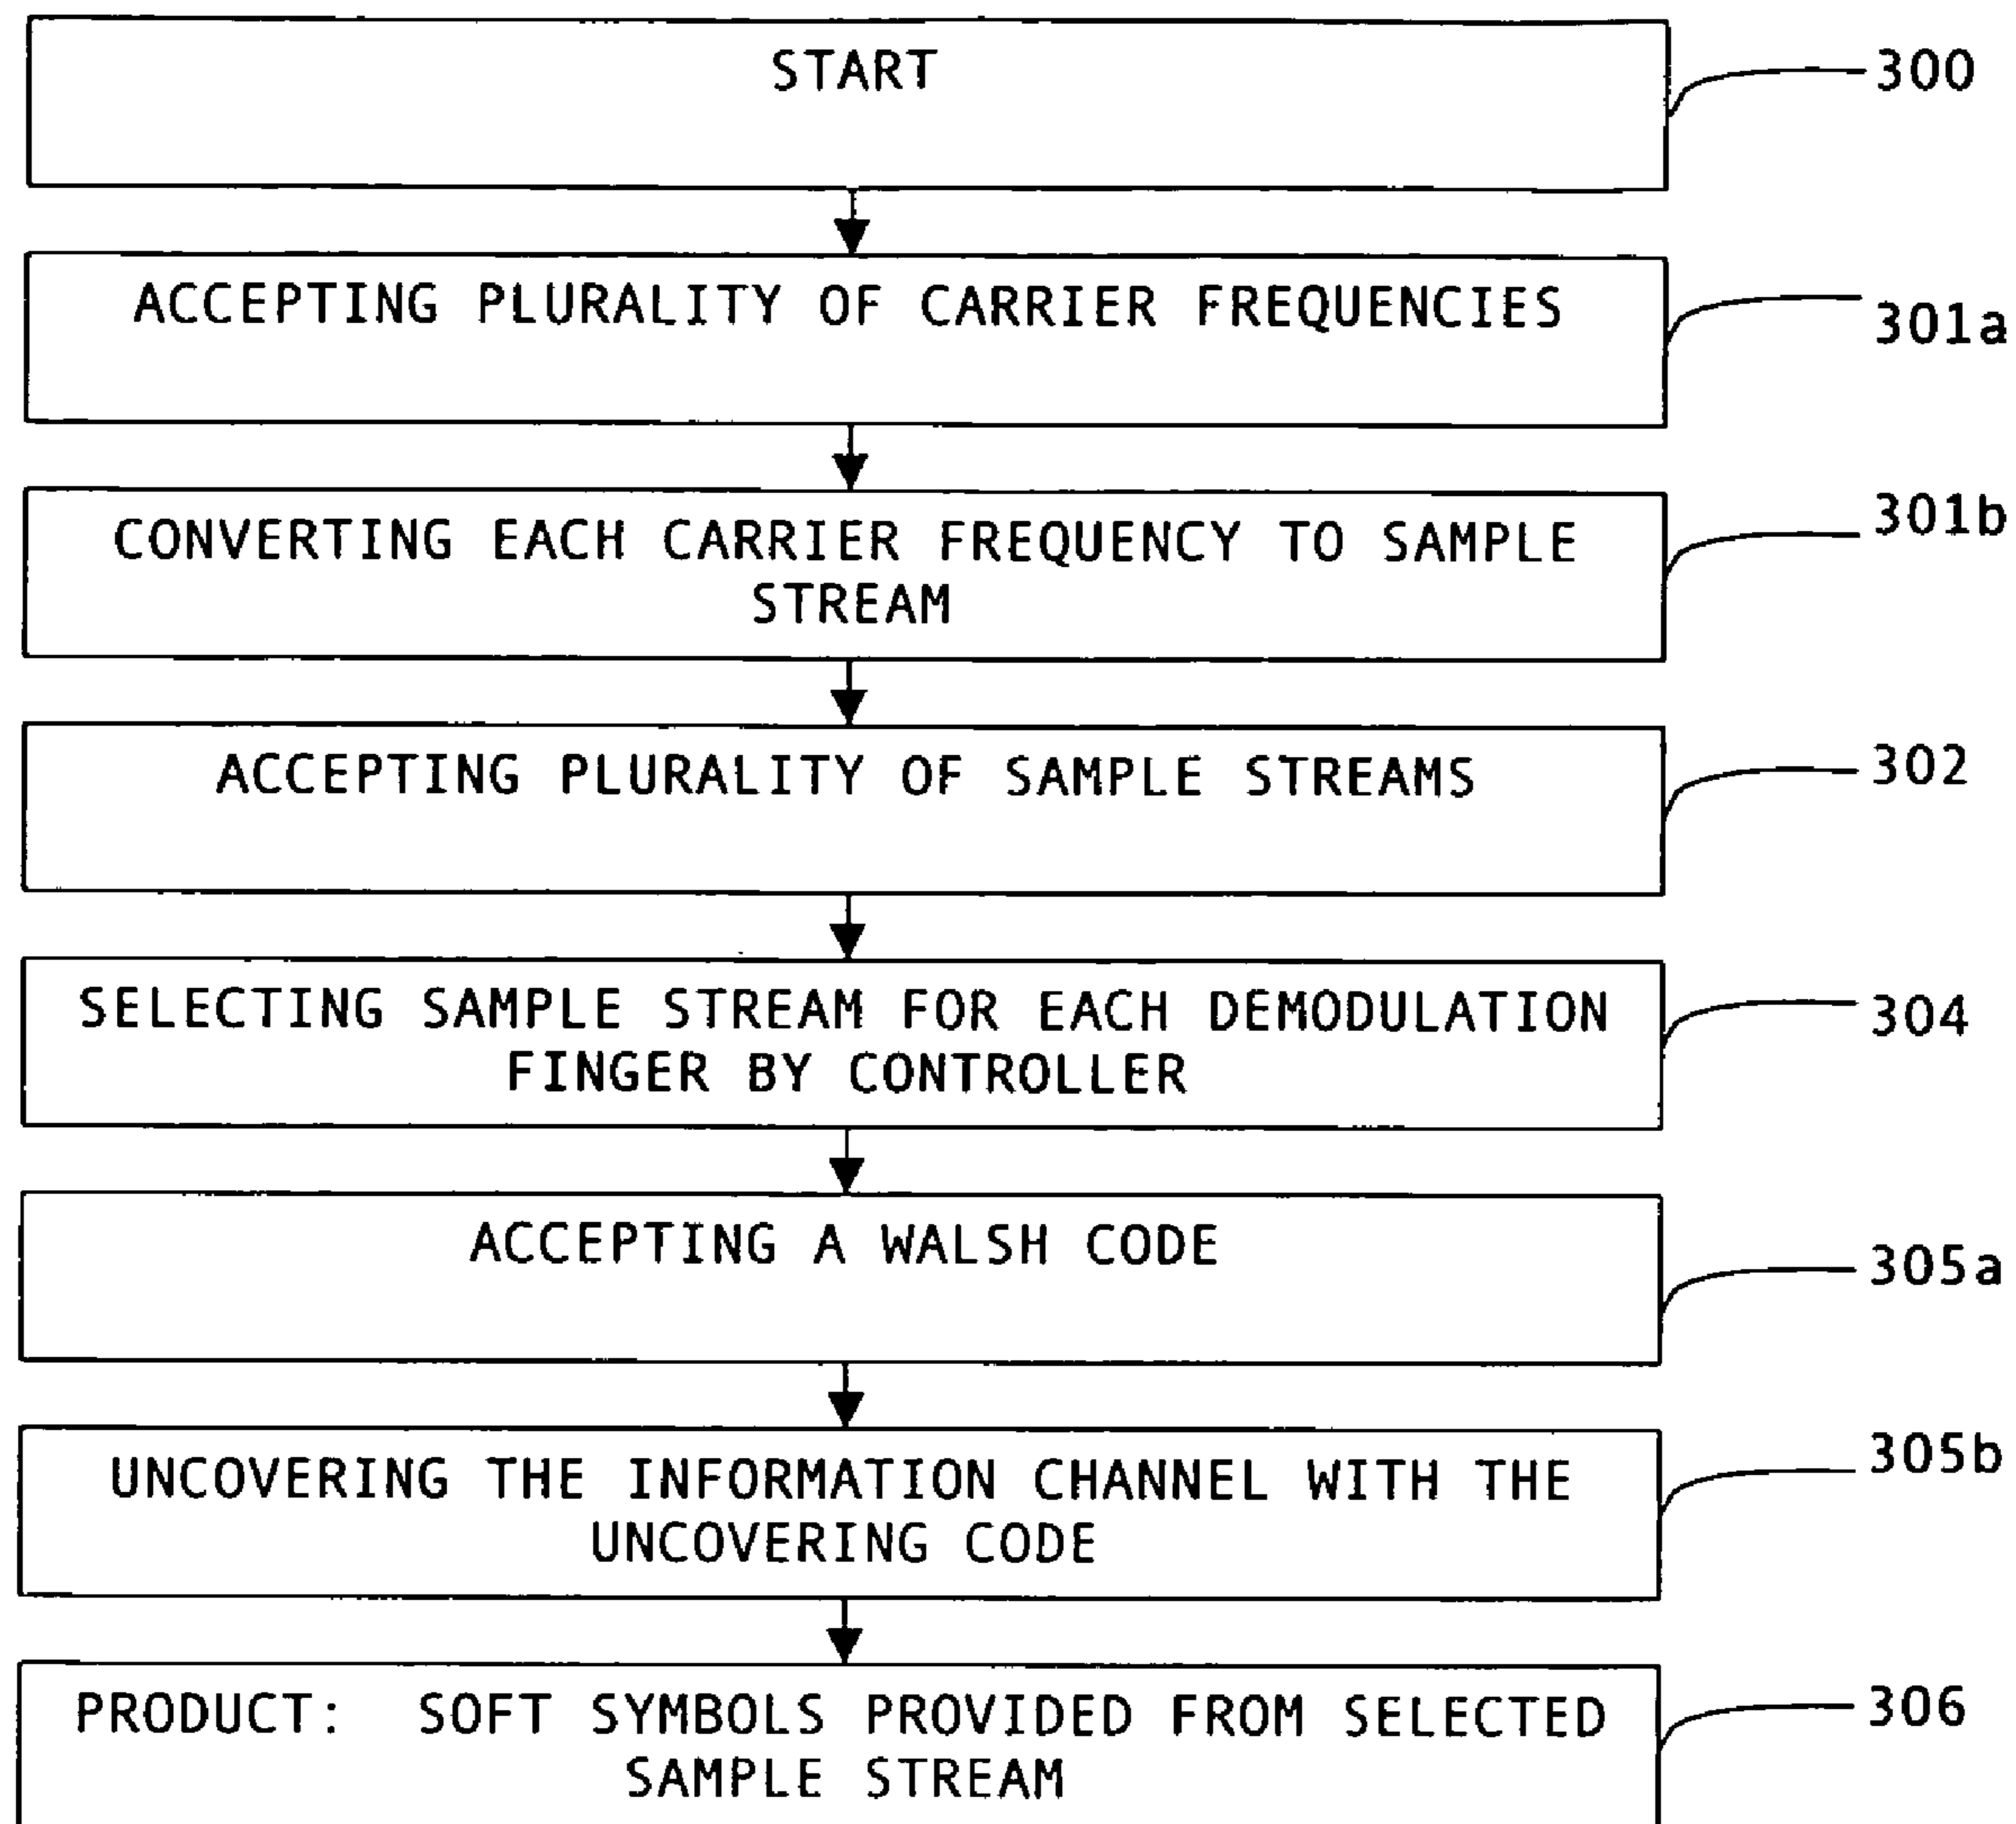 START
300
ACCEPTING PLURALITY OF CARRIER FREQUENCIES
301a
CONVERTING EACH CARRIER FREQUENCY TO SAMPLE
STREAM
301b
ACCEPTING PLURALITY OF SAMPLE STREAMS
302
SELECTING SAMPLE STREAM FOR EACH DEMODULATION
FINGER BY CONTROLLER
304
ACCEPTING A WALSH CODE
305a
UNCOVERING THE INFORMATION CHANNEL WITH THE
UNCOVERING CODE
305b
PRODUCT: SOFT SYMBOLS PROVIDED FROM SELECTED
SAMPLE STREAM
306